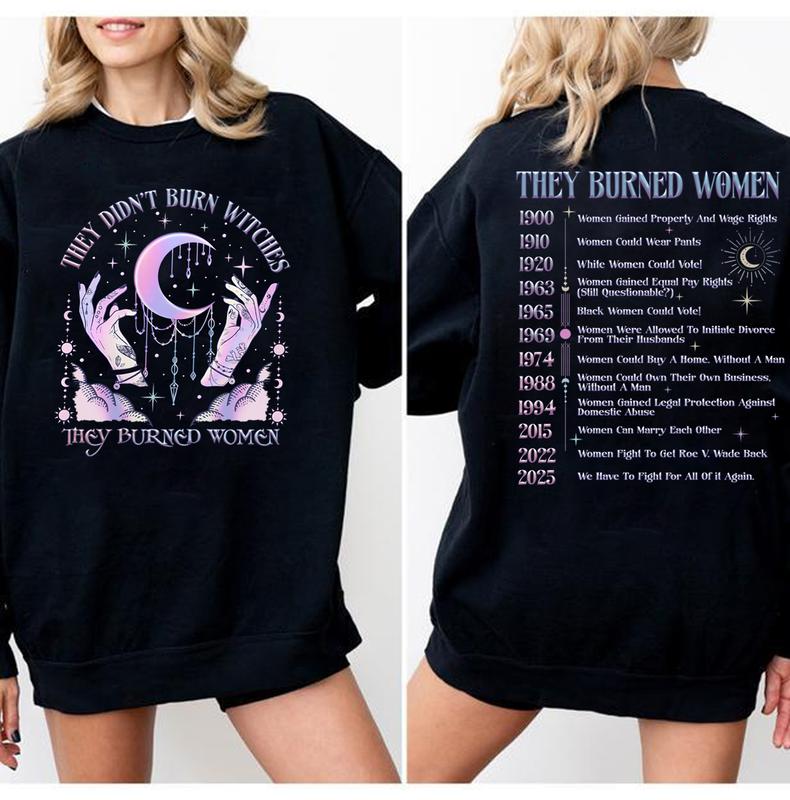 THEY DIDN'T BURN WITCHES
THEY BURNED WOMEN
THEY BURNED WOMEN
1900 Women Gained Property And Wage Rights
1910 Women Could Wear Pants
1920 White Women Could Vote!
1963 Women Gained Equal Pay Rights
(Still Questionable?)
1965 Black Women Could Vote!
1969 Women Were Allowed To Initiate Divorce
From Their Husbands
1974 Women Could Buy A Home, Without A Man
1988 Women Could Own Their Own Business,
Without A Man
1994 Women Gained Legal Protection Against
Domestic Abuse
2015 Women Can Marry Each Other
2022 Women Fight To Get Roe V. Wade Back
2025 We Have To Fight For All Of it Again.